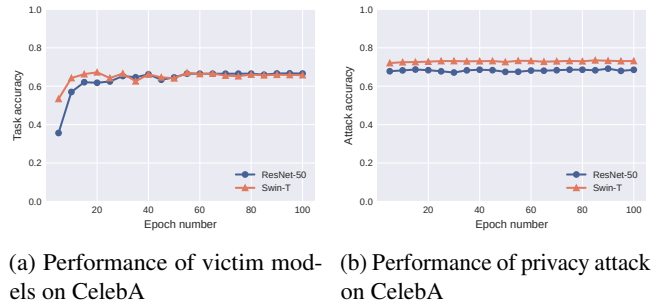 1.0
0.8
0.6
0.4
0.2
0.0
Task accuracy
20 40 60 80 100
Epoch number
ResNet-50
Swin-T
1.0
0.8
0.6
0.4
0.2
0.0
Attack accuracy
20 40 60 80 100
Epoch number
ResNet-50
Swin-T
(a) Performance of victim mod-
els on CelebA
(b) Performance of privacy attack
on CelebA